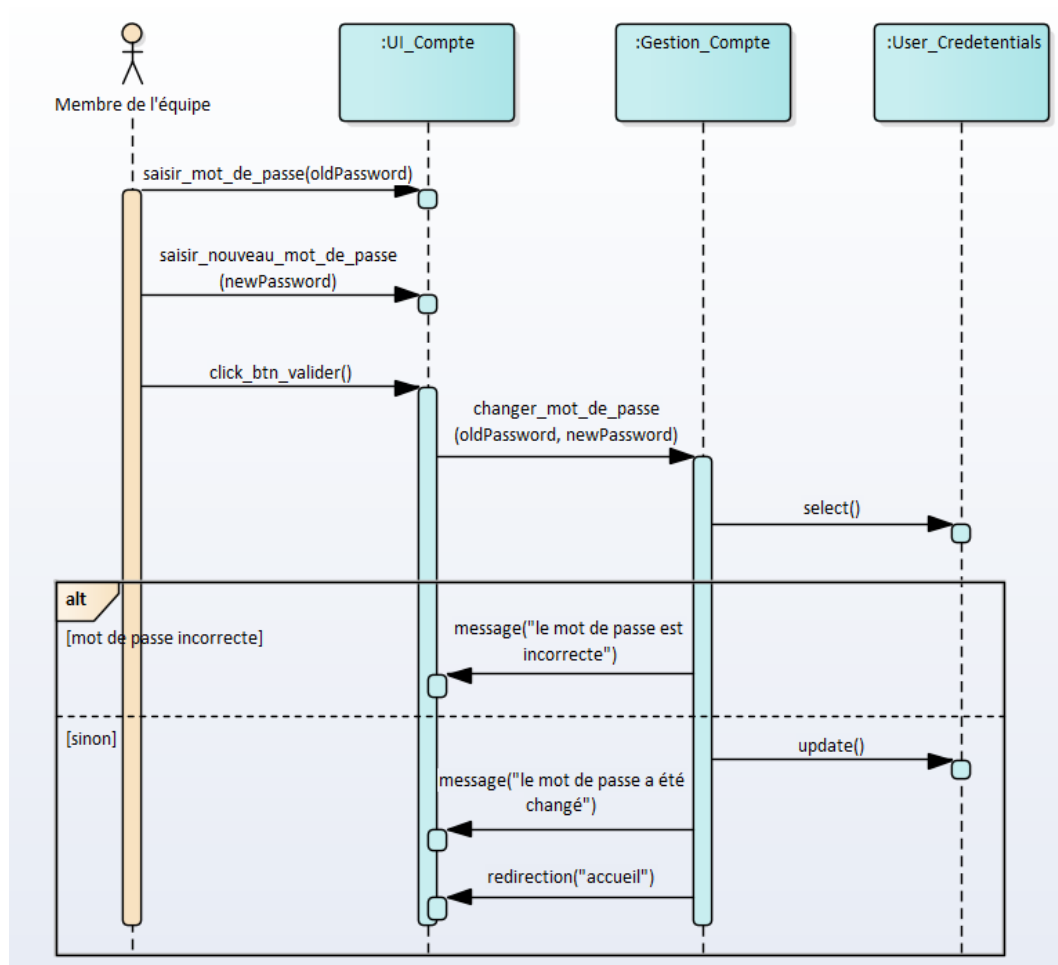 :UI_Compte
:Gestion_Compte
:User_Credetentials
Membre de l'équipe
saisir_mot_de_passe(oldPassword)
saisir_nouveau_mot_de_passe
(newPassword)
click_btn_valider()
changer_mot_de_passe
(oldPassword, newPassword)
select()
alt
[mot de passe incorrecte]
message("le mot de passe est
incorrecte")
[sinon]
update()
message("le mot de passe a été
changé")
redirection("accueil")